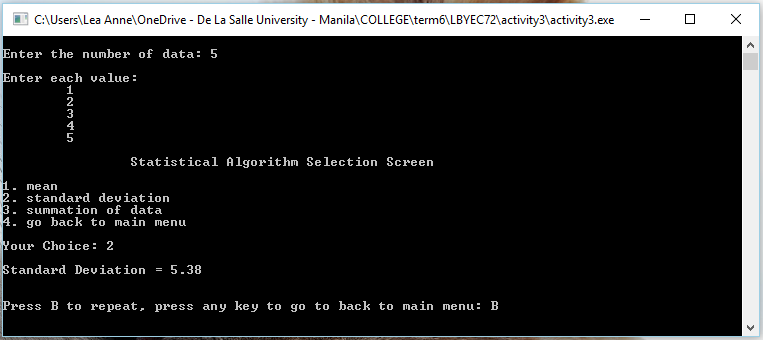 C:\Users\Lea Anne\OneDrive - De La Salle University - Manila\COLLEGE\term6\LBYEC72\activity3\activity3.exe
Enter the number of data: 5
Enter each value:
1
2
3
4
5
Statistical Algorithm Selection Screen
1. mean
2. standard deviation
3. summation of data
4. go back to main menu
Your Choice: 2
Standard Deviation = 5.38
Press B to repeat, press any key to go to back to main menu: B